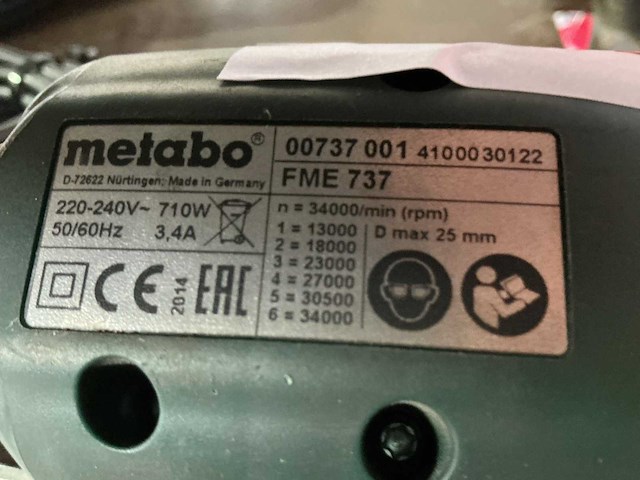 metabo®
D-72622 Nürtingen; Made in Germany
220-240V~ 710W
50/60Hz 3,4A
CE
2014
EAC
00737 001 4100030122
FME 737
n = 34000/min (rpm)
1 = 13000
2 = 18000
3 = 23000
4 = 27000
5 = 30500
6 = 34000
D max 25 mm